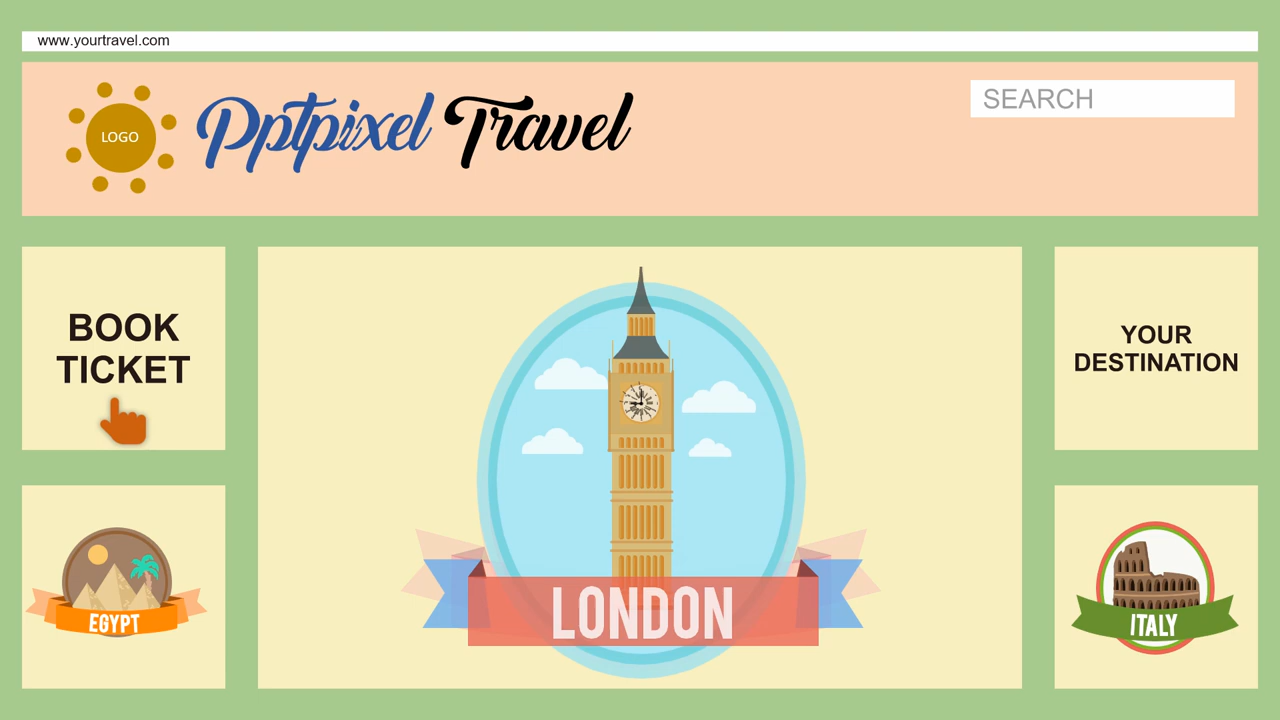 www.yourtravel.com
LOGO
Pptpixel Travel
SEARCH
BOOK
TICKET
YOUR
DESTINATION
LONDON
EGYPT
ITALY